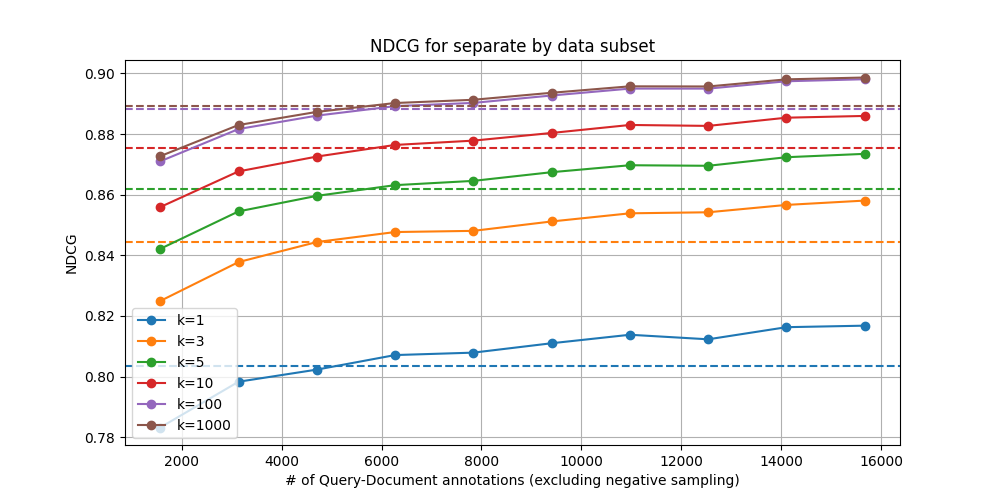 NDCG for separate by data subset
NDCG
0.90
0.88
0.86
0.84
0.82
0.80
0.78
k=1
k=3
k=5
k=10
k=100
k=1000
2000 4000 6000 8000 10000 12000 14000 16000
# of Query-Document annotations (excluding negative sampling)